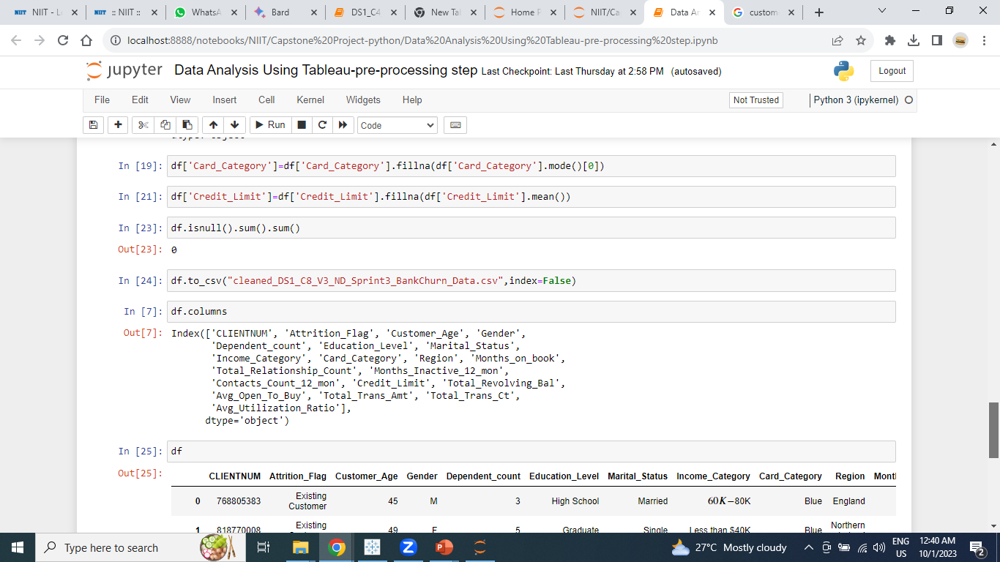 NIIT - L
NIIT :: NIIT ::
WhatsA
Bard
DS1_C4
New Ta
Home P
NIIT/Ca
Data Ar
custom
localhost:8888/notebooks/NIIT/Capstone%20Project-python/Data%20Analysis%20Using%20Tableau-pre-processing%20step.ipynb
jupyter Data Analysis Using Tableau-pre-processing step Last Checkpoint: Last Thursday at 2:58 PM (autosaved)
Logout
File Edit View Insert Cell Kernel Widgets Help
Not Trusted
Python 3 (ipykernel)
Run
Code
In [19]: df['Card_Category']=df['Card_Category'].fillna(df['Card_Category'].mode()[0])
In [21]: df['Credit_Limit']=df['Credit_Limit'].fillna(df['Credit_Limit'].mean())
In [23]: df.isnull().sum().sum()
Out[23]: 0
In [24]: df.to_csv("cleaned_DS1_C8_V3_ND_Sprint3_BankChurn_Data.csv",index=False)
In [7]: df.columns
Out[7]: Index(['CLIENTNUM', 'Attrition_Flag', 'Customer_Age', 'Gender',
'Dependent_count', 'Education_Level', 'Marital_Status',
'Income_Category', 'Card_Category', 'Region', 'Months_on_book',
'Total_Relationship_Count', 'Months_Inactive_12_mon',
'Contacts_Count_12_mon', 'Credit_Limit', 'Total_Revolving_Bal',
'Avg_Open_To_Buy', 'Total_Trans_Amt', 'Total_Trans_Ct',
'Avg_Utilization_Ratio'],
dtype='object')
In [25]: df
Out[25]:
CLIENTNUM Attrition_Flag Customer_Age Gender Dependent_count Education_Level Marital_Status Income_Category Card_Category Region Montl
0 768805383 Existing Customer 45 M 3 High School Married 60K−80K Blue England
1 818770008 Existing 49 F 5 Graduate Single Less than $40K Blue Northern
Type here to search
27°C Mostly cloudy
ENG
US
12:40 AM
10/1/2023
2